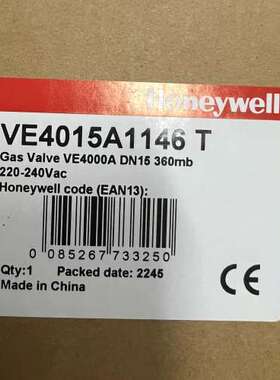 Honeywell
VE4015A1146 T
Gas Valve VE4000A DN15 360mb
220-240Vac
Honeywell code (EAN13):
0 085267 733250
Qty:1 Packed date: 2245
Made in China
CE